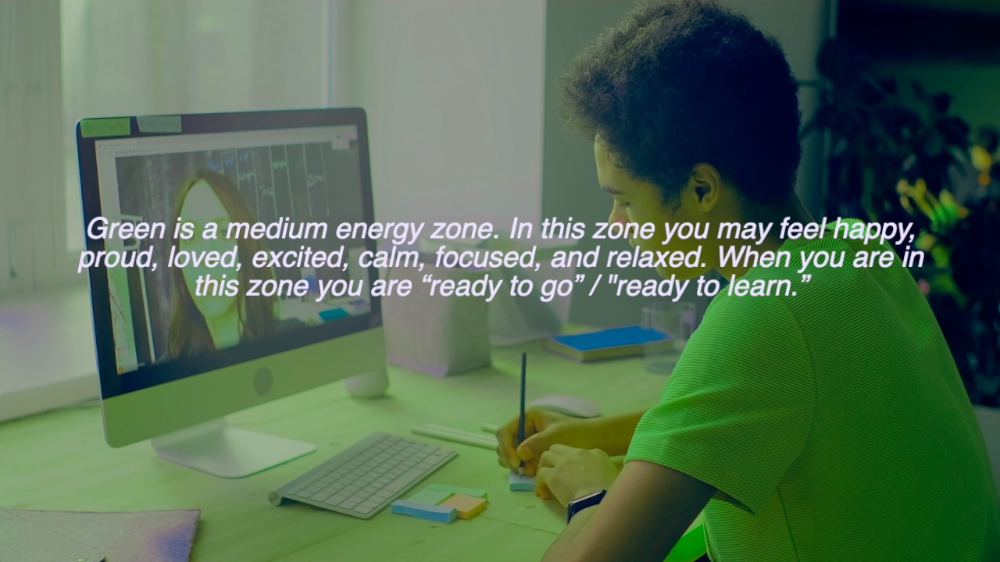 Green is a medium energy zone. In this zone you may feel happy,
proud, loved, excited, calm, focused, and relaxed. When you are in
this zone you are “ready to go” / "ready to learn.”